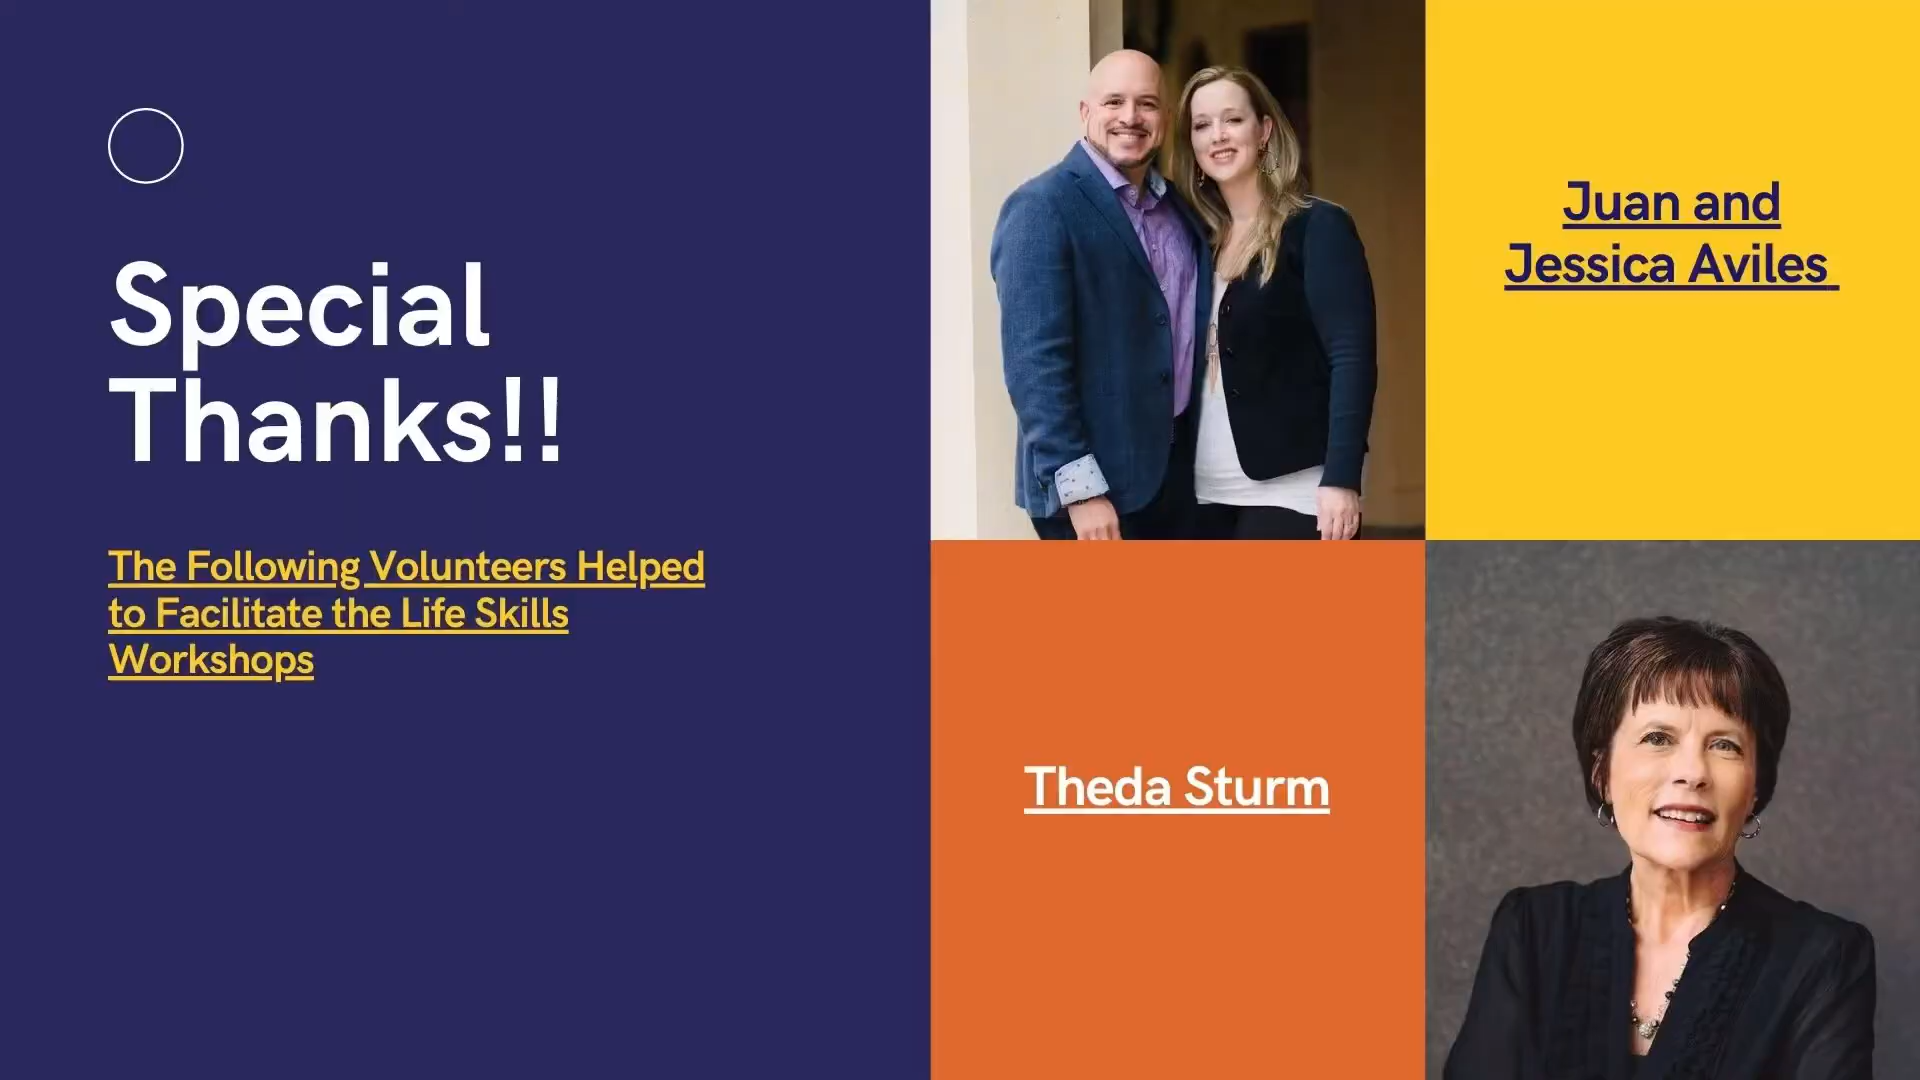 Special
Thanks!!
The Following Volunteers Helped
to Facilitate the Life Skills
Workshops
Juan and
Jessica Aviles
Theda Sturm